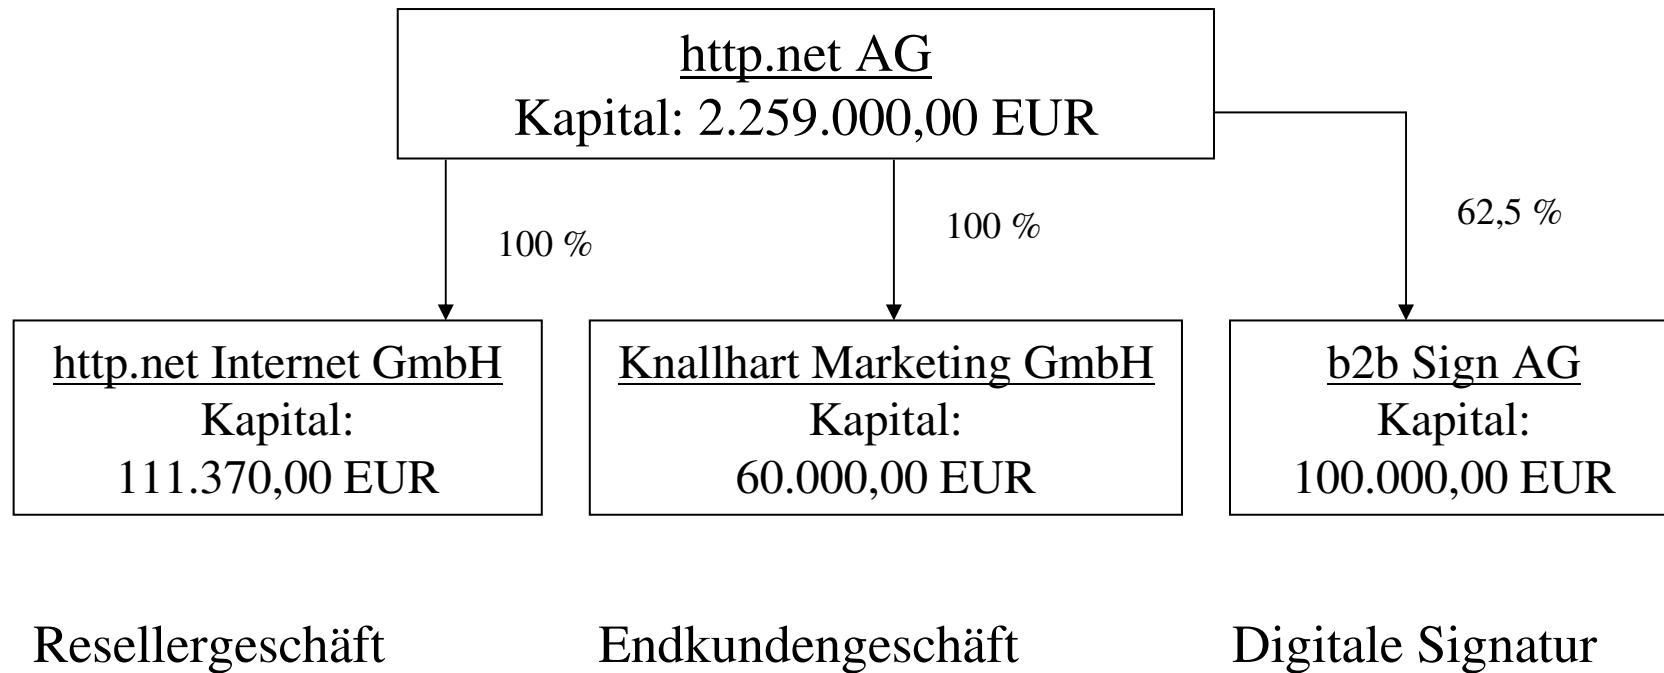 http.net AG
Kapital: 2.259.000,00 EUR
100 %
100 %
62,5 %
http.net Internet GmbH
Kapital:
111.370,00 EUR
Knallhart Marketing GmbH
Kapital:
60.000,00 EUR
b2b Sign AG
Kapital:
100.000,00 EUR
Resellergeschäft
Endkundengeschäft
Digitale Signatur